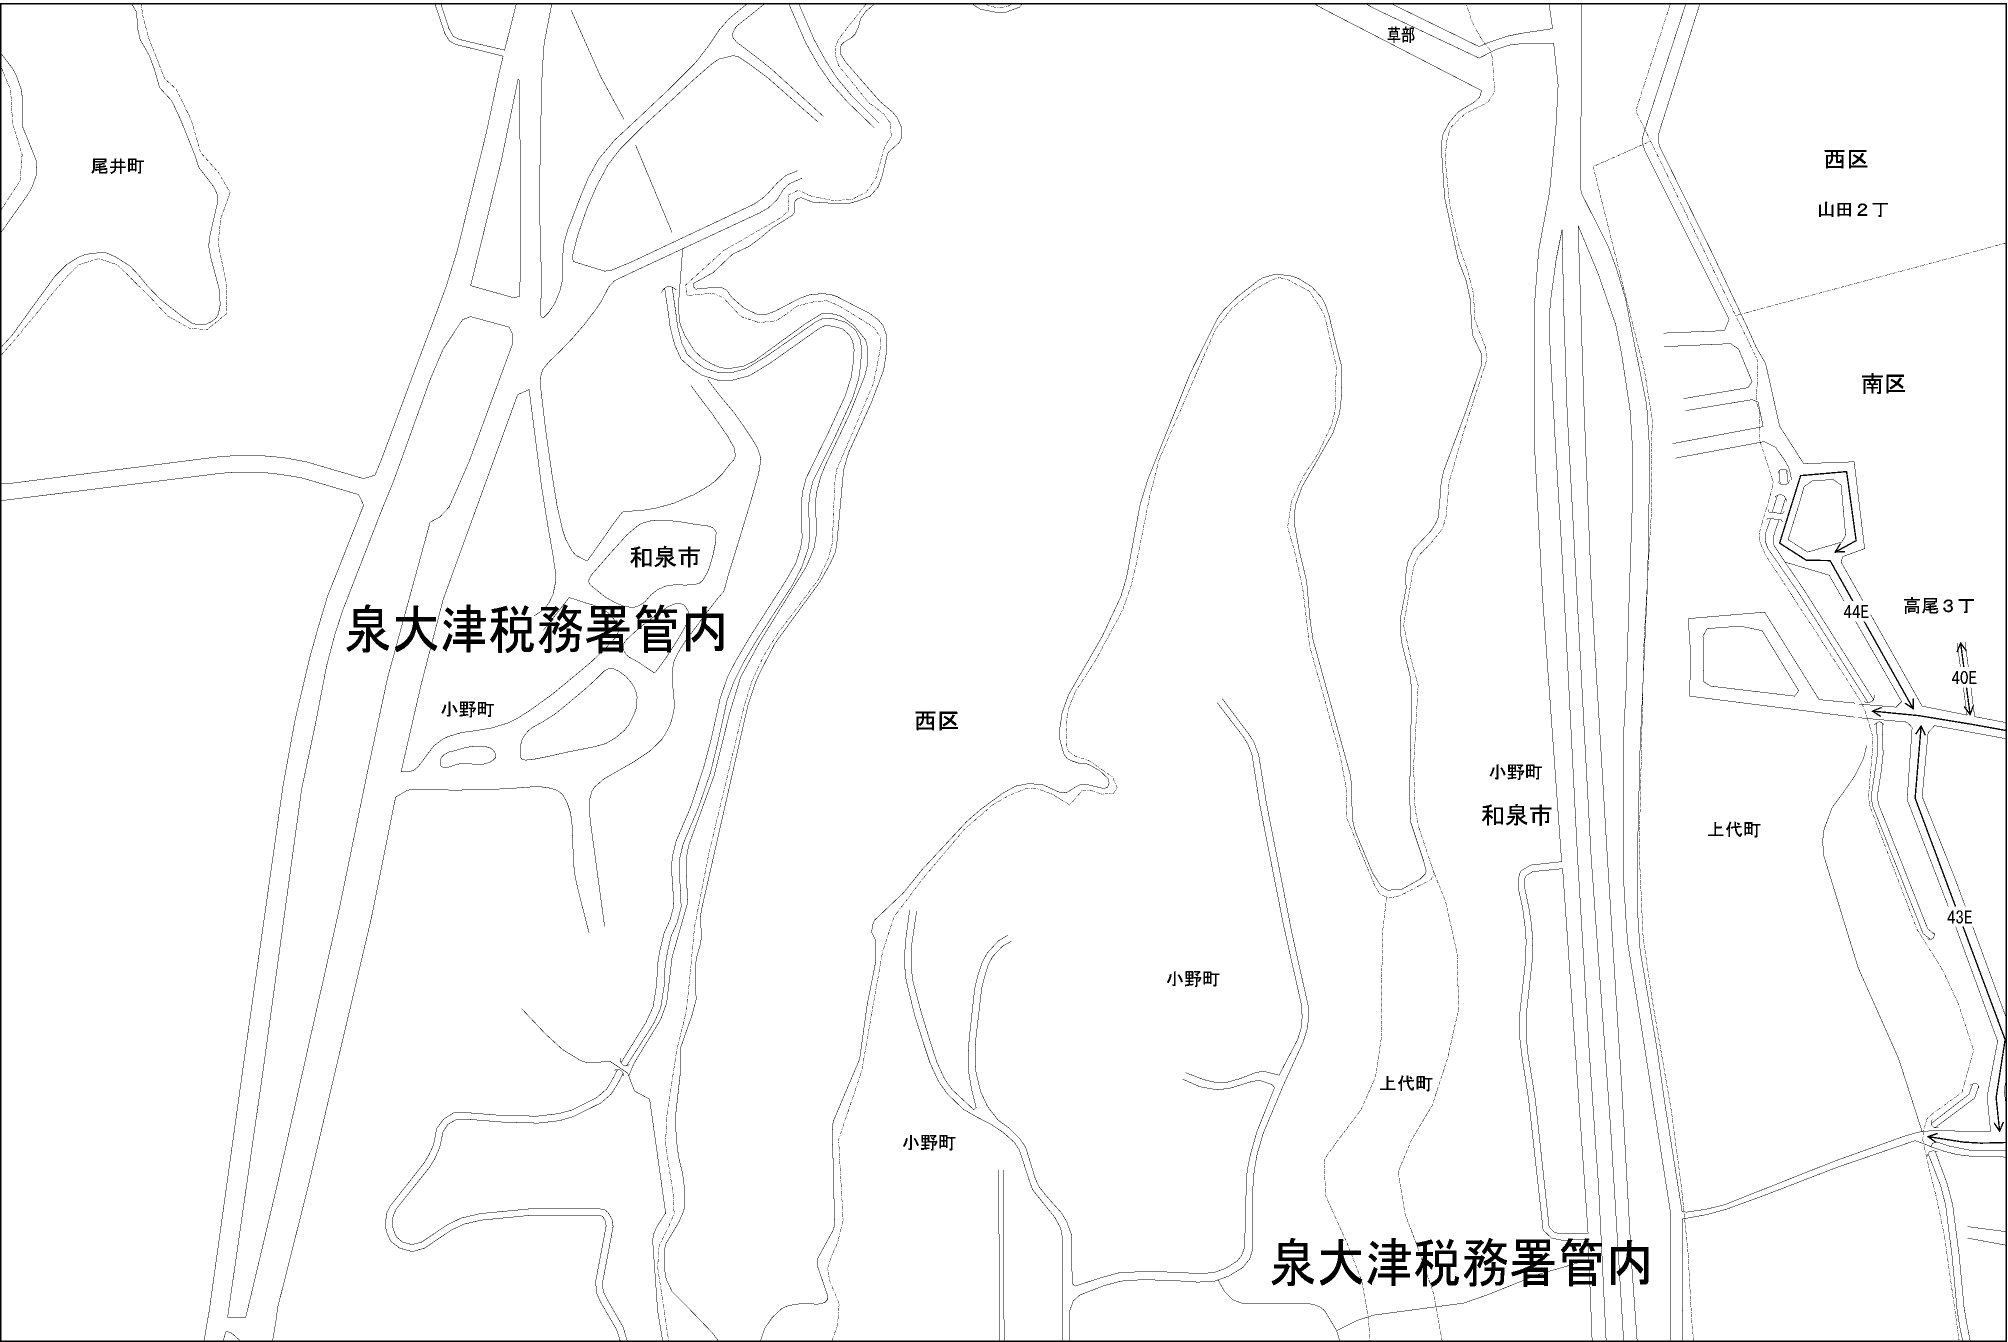 草部
尾井町
西区
山田２丁
南区
和泉市
高尾３丁
44E
泉大津税務署管内
40E
小野町
西区
小野町
和泉市
上代町
43E
小野町
上代町
小野町
泉大津税務署管内